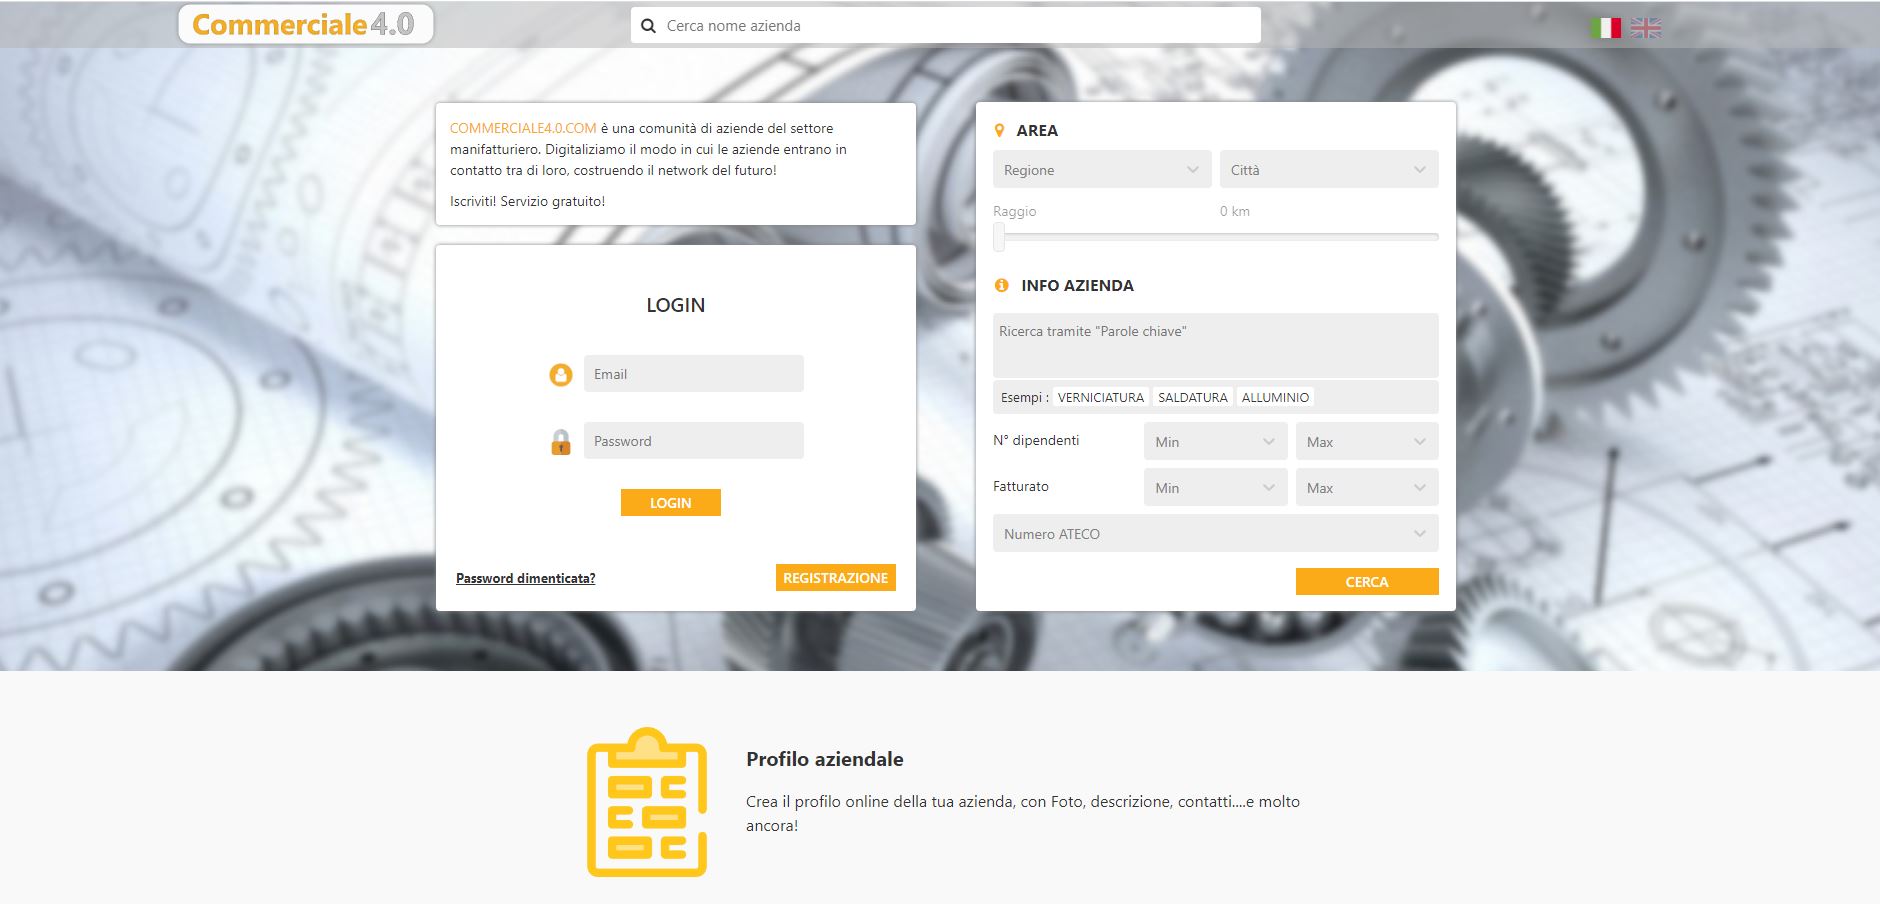 Commerciale4.0
Cerca nome azienda
COMMERCIALE4.0.COM è una comunità di aziende del settore
manifatturiero. Digitaliziamo il modo in cui le aziende entrano in
contatto tra di loro, costruendo il network del futuro!
Iscriviti! Servizio gratuito!
LOGIN
Email
Password
LOGIN
Password dimenticata?
REGISTRAZIONE
AREA
Regione
Città
Raggio
0 km
INFO AZIENDA
Ricerca tramite "Parole chiave"
Esempi : VERNICIATURA SALDATURA ALLUMINIO
N° dipendenti
Min
Max
Fatturato
Min
Max
Numero ATECO
CERCA
Profilo aziendale
Crea il profilo online della tua azienda, con Foto, descrizione, contatti....e molto
ancora!